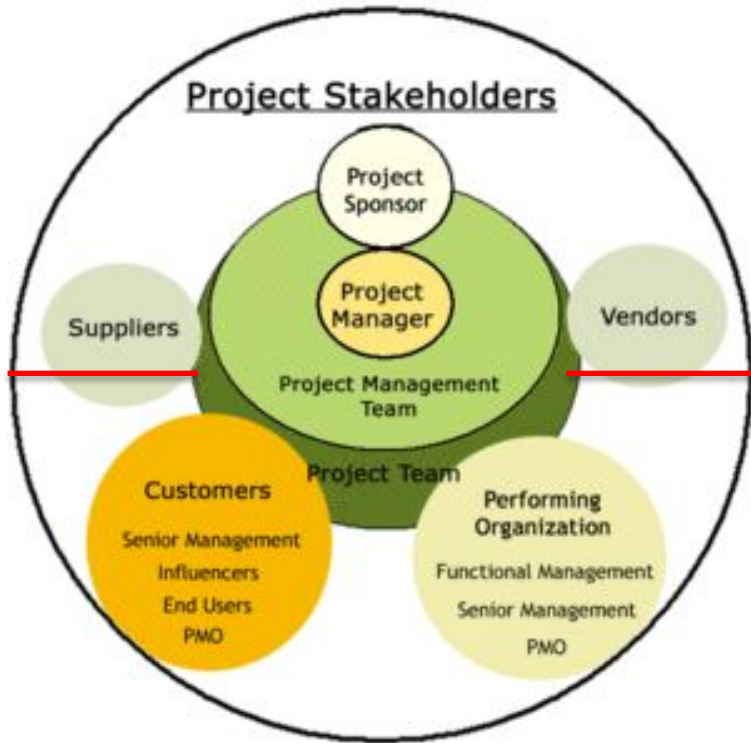 Project Stakeholders
Project
Sponsor
Project
Manager
Suppliers
Vendors
Project Management
Team
Project Team
Customers
Senior Management
Influencers
End Users
PMO
Performing
Organization
Functional Management
Senior Management
PMO